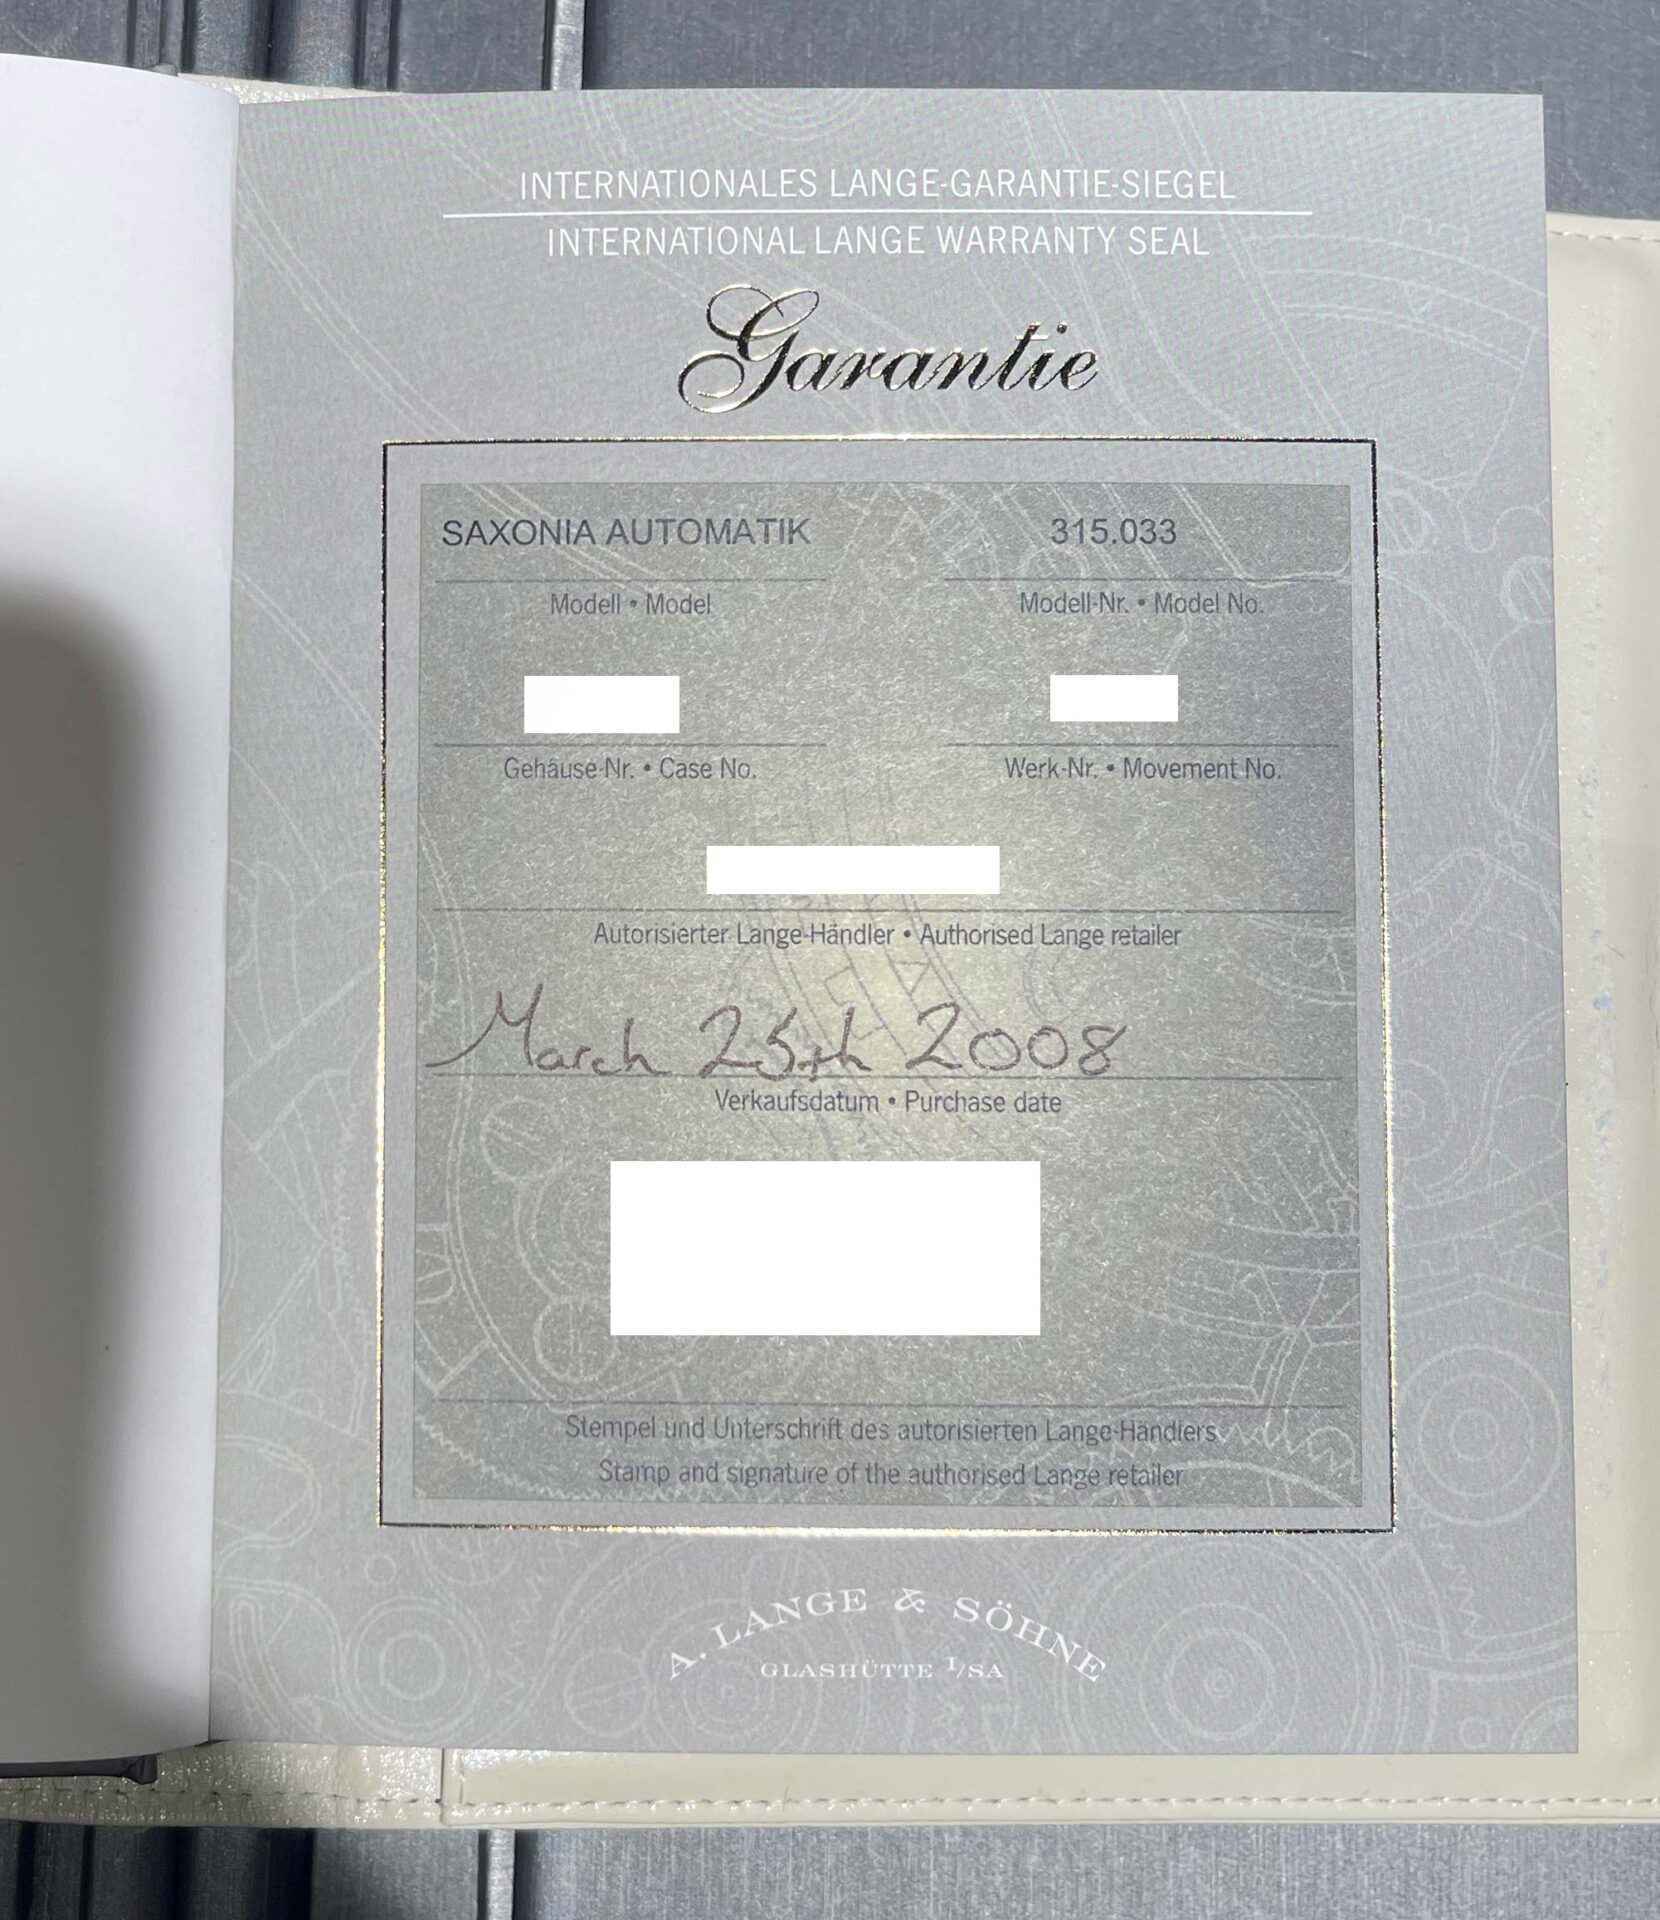 INTERNATIONALES LANGE-GARANTIE-SIEGEL
INTERNATIONAL LANGE WARRANTY SEAL
Garantie
SAXONIA AUTOMATIK 315.033
Modell • Model Modell-Nr. • Model No.
Gehäuse-Nr. • Case No. Werk-Nr. • Movement No.
Autorisierter Lange-Händler • Authorised Lange retailer
March 25th 2008
Verkaufsdatum • Purchase date
Stempel und Unterschrift des autorisierten Lange-Händlers
Stamp and signature of the authorised Lange retailer
A. LANGE & SÖHNE
GLASHÜTTE I/SA